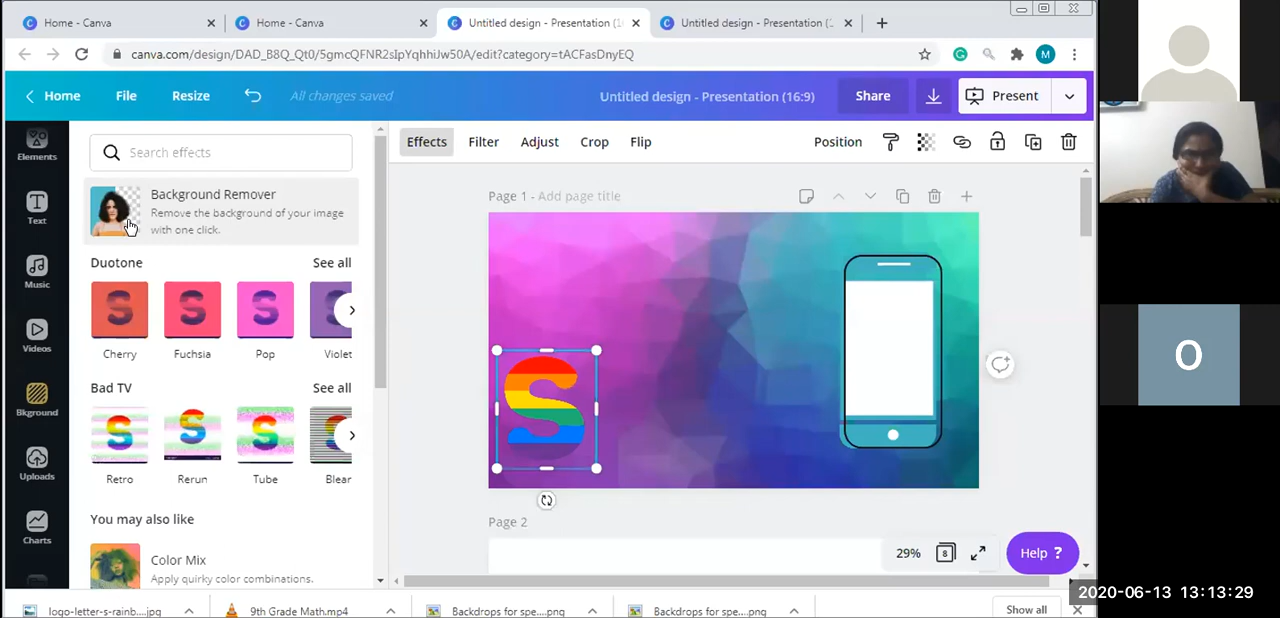 Home - Canva
Home - Canva
Untitled design - Presentation (1
Untitled design - Presentation (2
canva.com/design/DAD_B8Q_Qt0/5gmcQFNR2sIpYqhhiJw50A/edit?category=tACFasDnyEQ
M
Home
File
Resize
All changes saved
Untitled design - Presentation (16:9)
Share
Present
Elements
Text
Music
Videos
Bkground
Uploads
Charts
Search effects
Background Remover
Remove the background of your image
with one click.
Duotone
See all
Cherry
Fuchsia
Pop
Violet
Bad TV
See all
Retro
Rerun
Tube
Blear
You may also like
Color Mix
Apply quirky color combinations.
Effects
Filter
Adjust
Crop
Flip
Position
Page 1 - Add page title
S
Page 2
29%
8
Help ?
O
logo-letter-s-rainb....jpg
9th Grade Math.mp4
Backdrops for spe....png
Backdrops for spe....png
Show all
2020-06-13 13:13:29